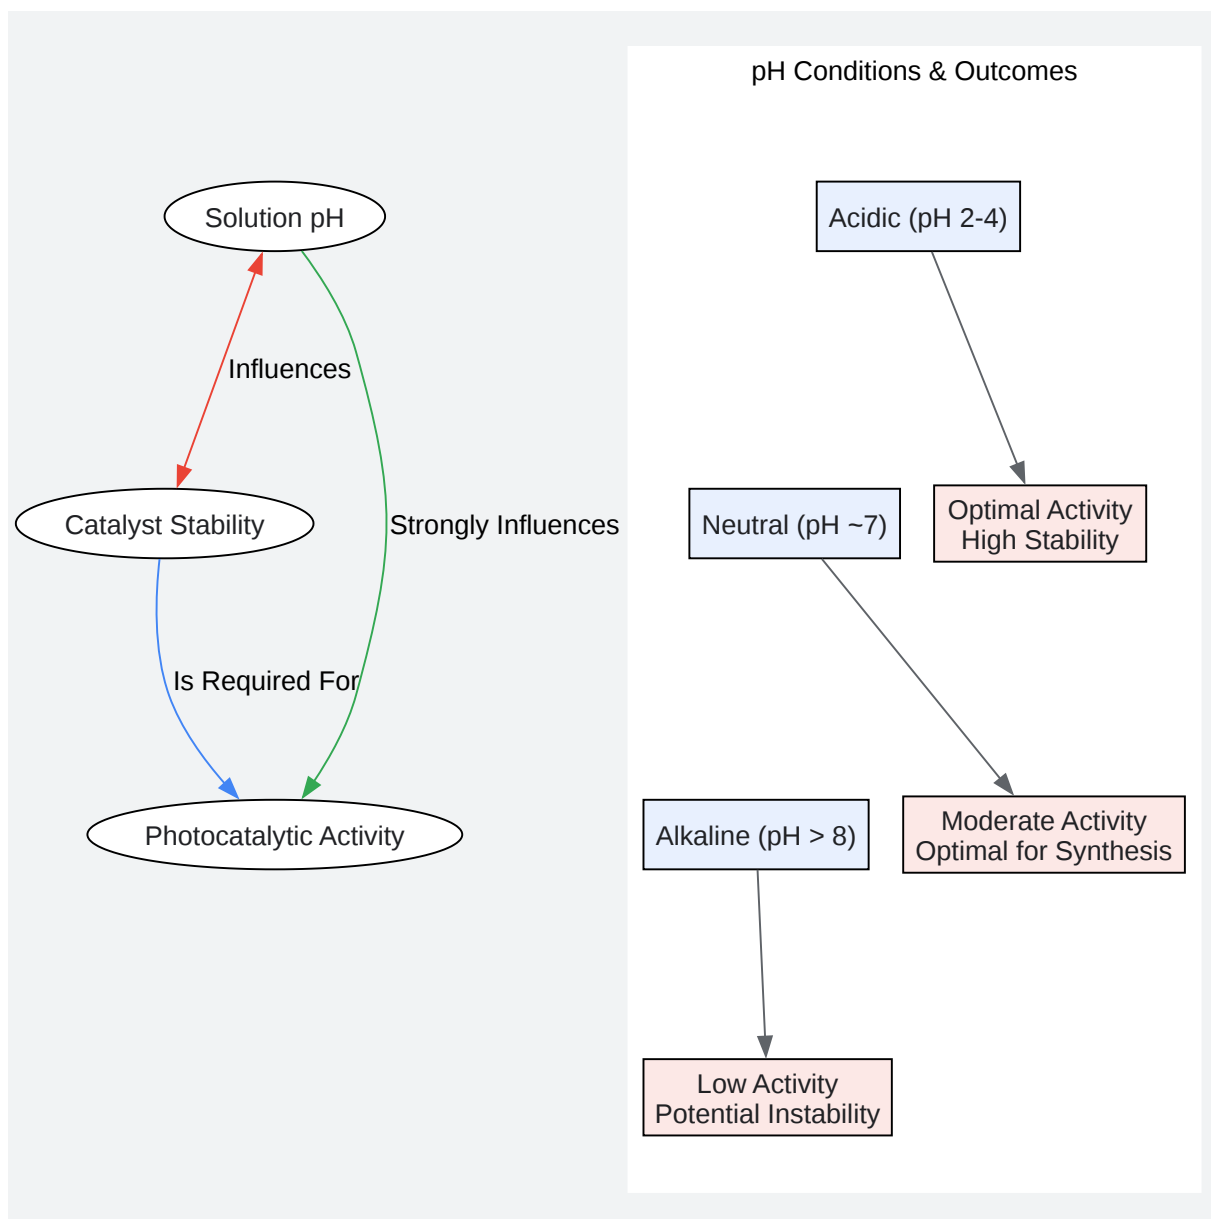 pH Conditions & Outcomes
Solution pH
Influences
Catalyst Stability
Strongly Influences
Is Required For
Photocatalytic Activity
Acidic (pH 2-4)
Optimal Activity
High Stability
Neutral (pH ~7)
Moderate Activity
Optimal for Synthesis
Alkaline (pH > 8)
Low Activity
Potential Instability